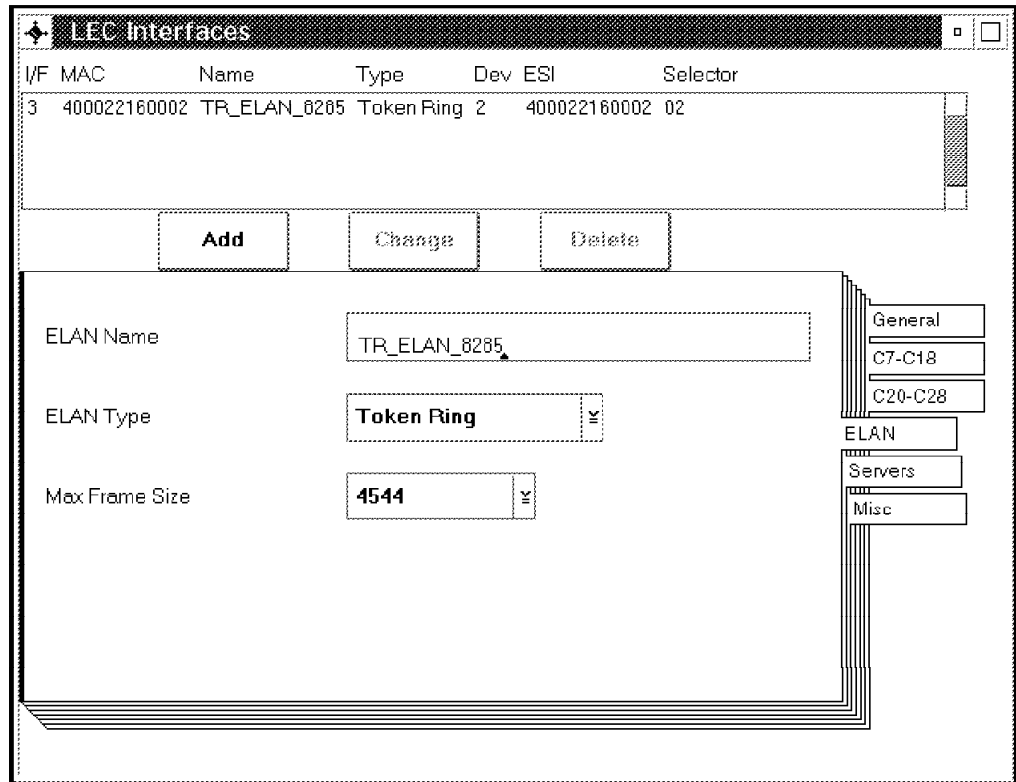 LEC Interfaces
I/F MAC Name Type Dev ESI Selector
3 400022160002 TR_ELAN_8285 Token Ring 2 400022160002 02
Add Change Delete
ELAN Name TR_ELAN_8285
ELAN Type Token Ring
Max Frame Size 4544
General
C7-C18
C20-C28
ELAN
Servers
Misc